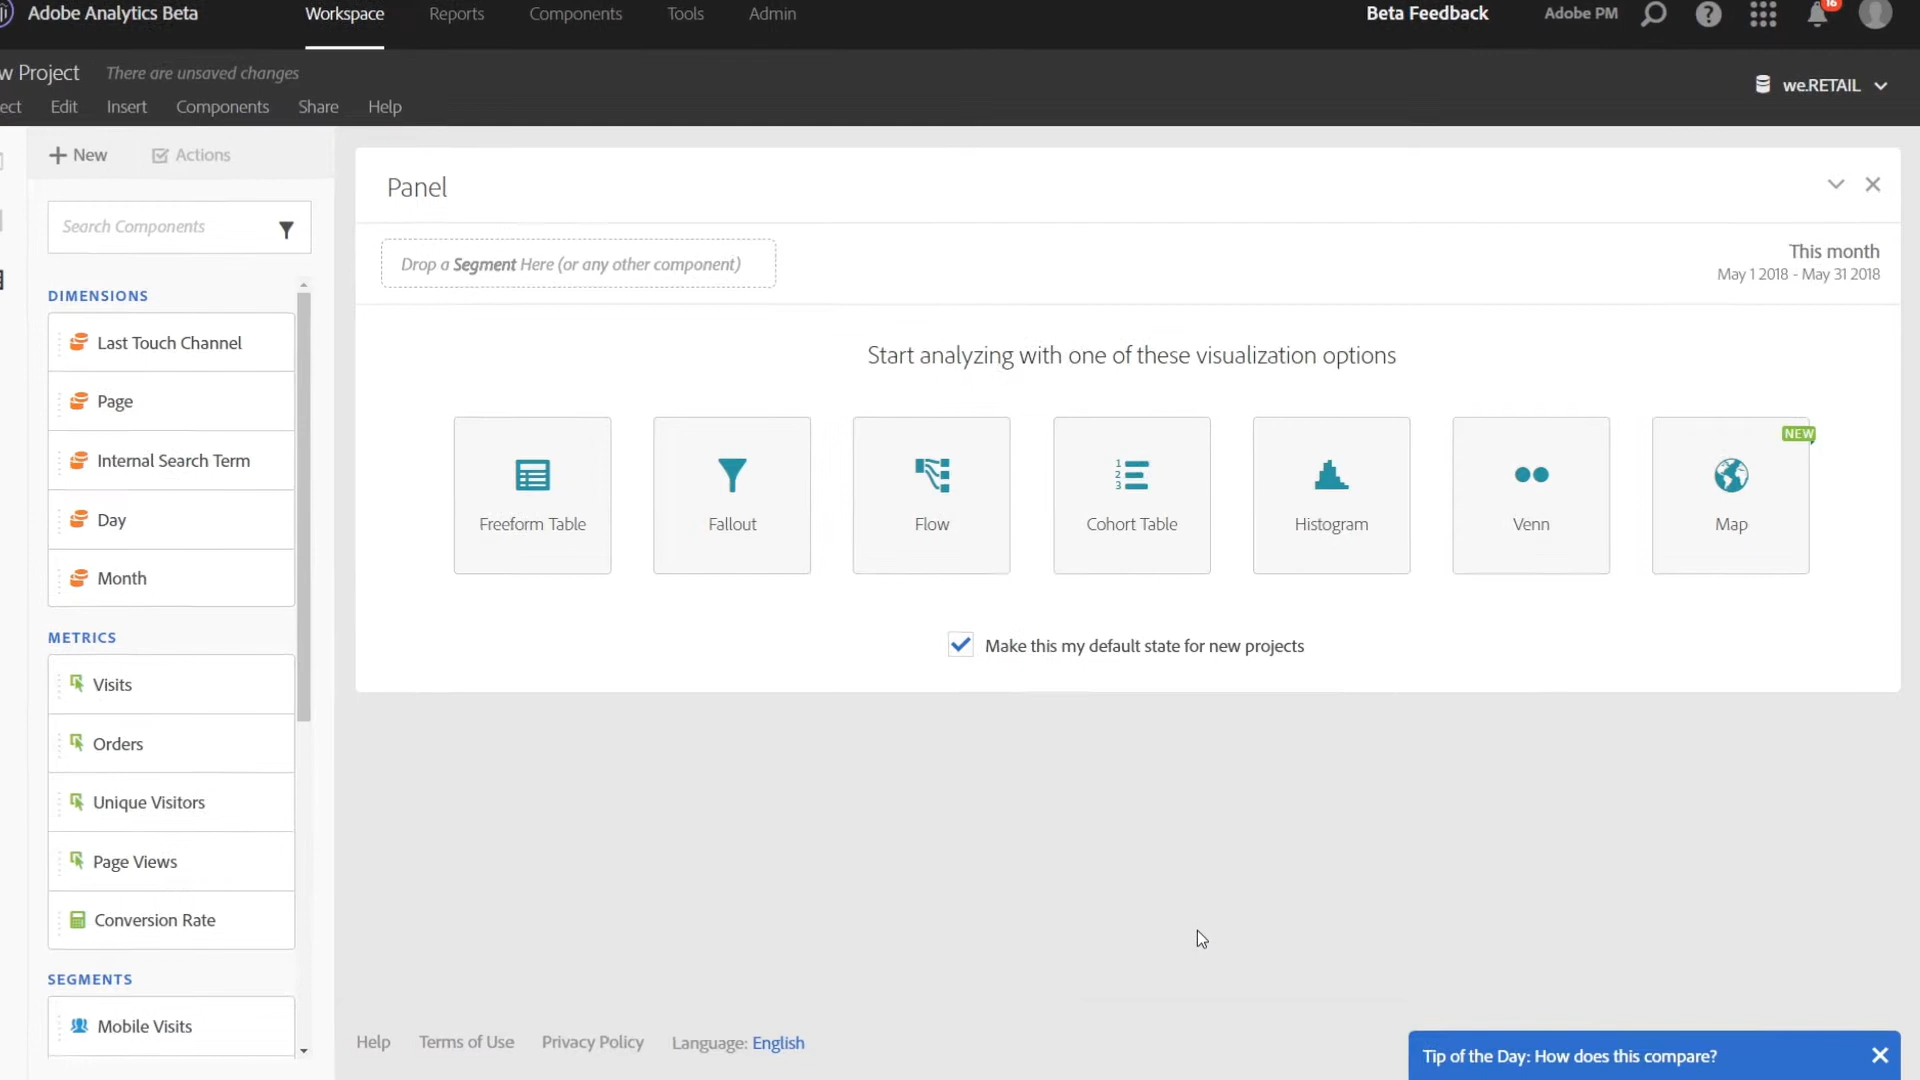 Adobe Analytics Beta
Workspace
Reports
Components
Tools
Admin
Beta Feedback
Adobe PM
16
w Project
There are unsaved changes
ect
Edit
Insert
Components
Share
Help
we.RETAIL
New
Actions
Search Components
DIMENSIONS
Last Touch Channel
Page
Internal Search Term
Day
Month
METRICS
Visits
Orders
Unique Visitors
Page Views
Conversion Rate
SEGMENTS
Mobile Visits
Panel
Drop a Segment Here (or any other component)
This month
May 1 2018 - May 31 2018
Start analyzing with one of these visualization options
Freeform Table
Fallout
Flow
1
2
3
Cohort Table
Histogram
Venn
NEW
Map
Make this my default state for new projects
Help
Terms of Use
Privacy Policy
Language: English
Tip of the Day: How does this compare?